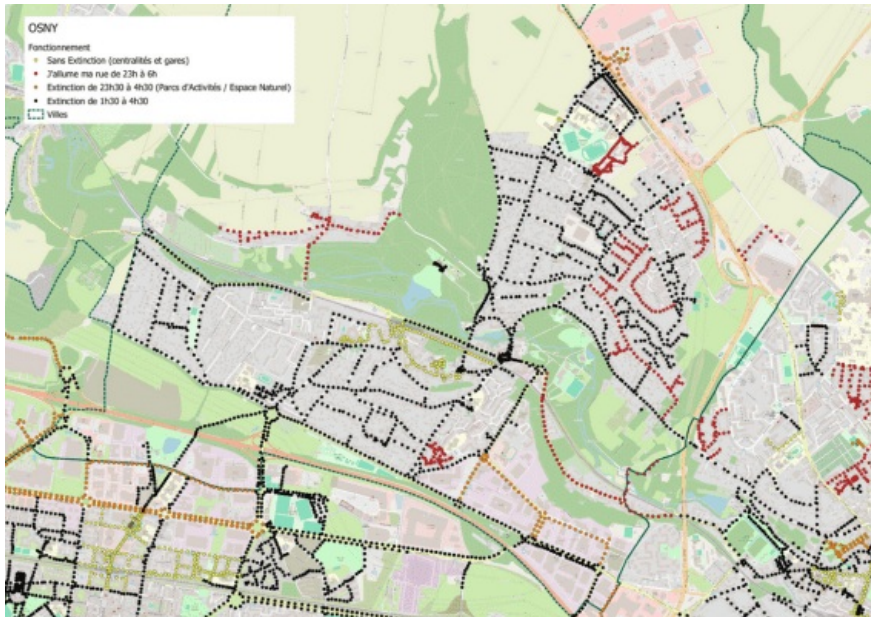 OSNY
Fonctionnement
Sans Extinction (centralités et gares)
J'allume ma rue de 23h à 6h
Extinction de 23h30 à 4h30 (Parcs d'Activités / Espace Naturel)
Extinction de 1h30 à 4h30
Villes